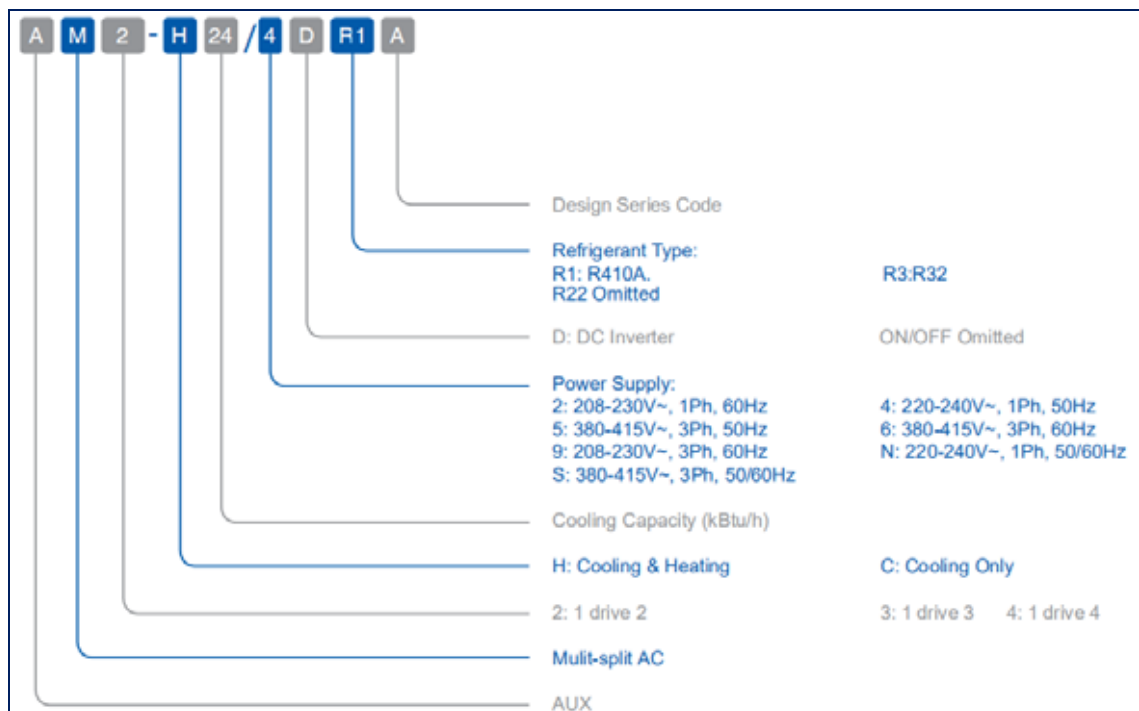 A M 2 - H 24 / 4 D R1 A
Design Series Code
Refrigerant Type:
R1: R410A. R3:R32
R22 Omitted
D: DC Inverter ON/OFF Omitted
Power Supply:
2: 208-230V~, 1Ph, 60Hz 4: 220-240V~, 1Ph, 50Hz
5: 380-415V~, 3Ph, 50Hz 6: 380-415V~, 3Ph, 60Hz
9: 208-230V~, 3Ph, 60Hz N: 220-240V~, 1Ph, 50/60Hz
S: 380-415V~, 3Ph, 50/60Hz
Cooling Capacity (kBtu/h)
H: Cooling & Heating C: Cooling Only
2: 1 drive 2 3: 1 drive 3 4: 1 drive 4
Mulit-split AC
AUX